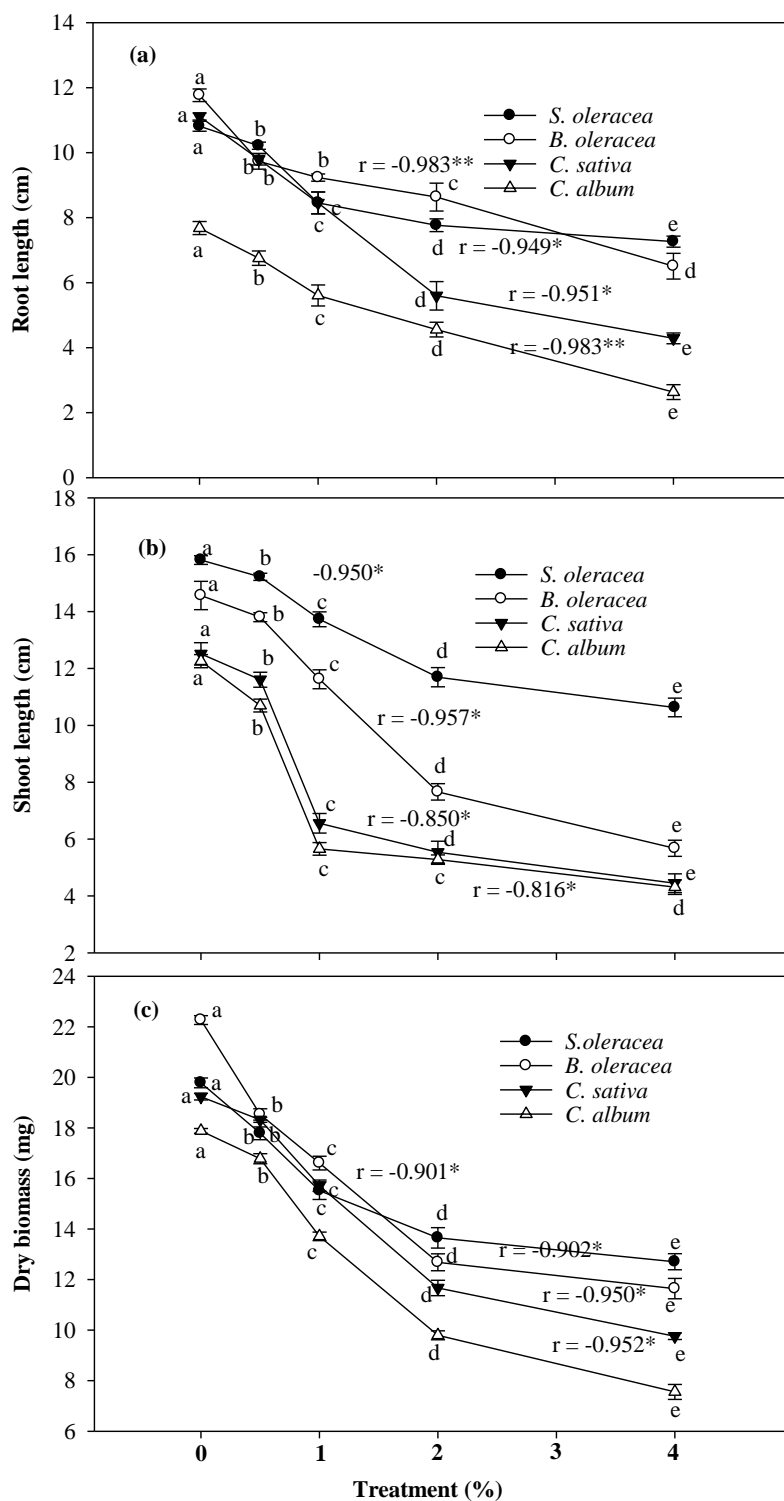 14
(a)
a
12
S. oleracea
a
b
B. oleracea
a
10
b
r = -0.983**
C. sativa
b
b
c
C. album
8
c
c
e
d
r = -0.949*
a
d
6
b
d
r = -0.951*
c
4
d
r = -0.983**
e
2
e
0
Root length (cm)
18
(b)
16
a
b
-0.950*
S. oleracea
14
a
b
c
B. oleracea
C. sativa
12
a
b
d
C. album
a
c
10
b
e
r = -0.957*
8
d
6
c
r = -0.850*
d
e
4
c
c
r = -0.816*
e
d
2
Shoot length (cm)
24
(c)
22
a
S.oleracea
B. oleracea
20
a
a
C. sativa
18
b
C. album
b
b
a
16
b
c
r = -0.901*
c
c
14
d
c
d
r = -0.902*
e
12
d
r = -0.950*
e
10
d
r = -0.952*
e
8
e
6
Dry biomass (mg)
0 1 2 3 4
Treatment (%)